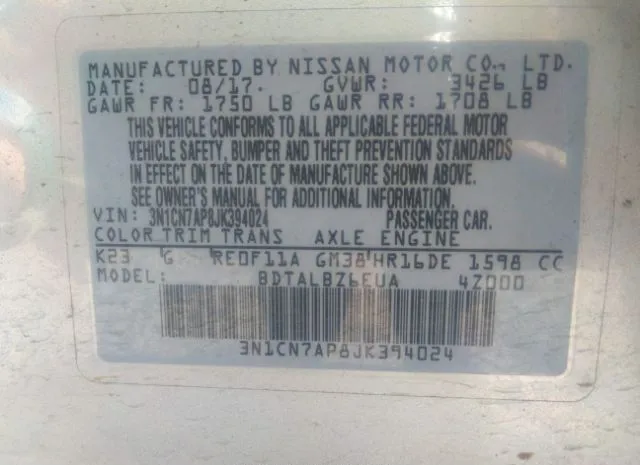 MANUFACTURED BY NISSAN MOTOR CO., LTD.
DATE: 08/17. GVWR: 3426 LB
GAWR FR: 1750 LB GAWR RR: 1708 LB
THIS VEHICLE CONFORMS TO ALL APPLICABLE FEDERAL MOTOR
VEHICLE SAFETY, BUMPER AND THEFT PREVENTION STANDARDS
IN EFFECT ON THE DATE OF MANUFACTURE SHOWN ABOVE.
SEE OWNER'S MANUAL FOR ADDITIONAL INFORMATION.
VIN: 3N1CN7AP8JK394024 PASSENGER CAR.
COLOR TRIM TRANS AXLE ENGINE
K23 G RE0F11A GM38 HR16DE 1598 CC
MODEL: BDTALBZ6EUA 4Z000
3N1CN7AP8JK394024